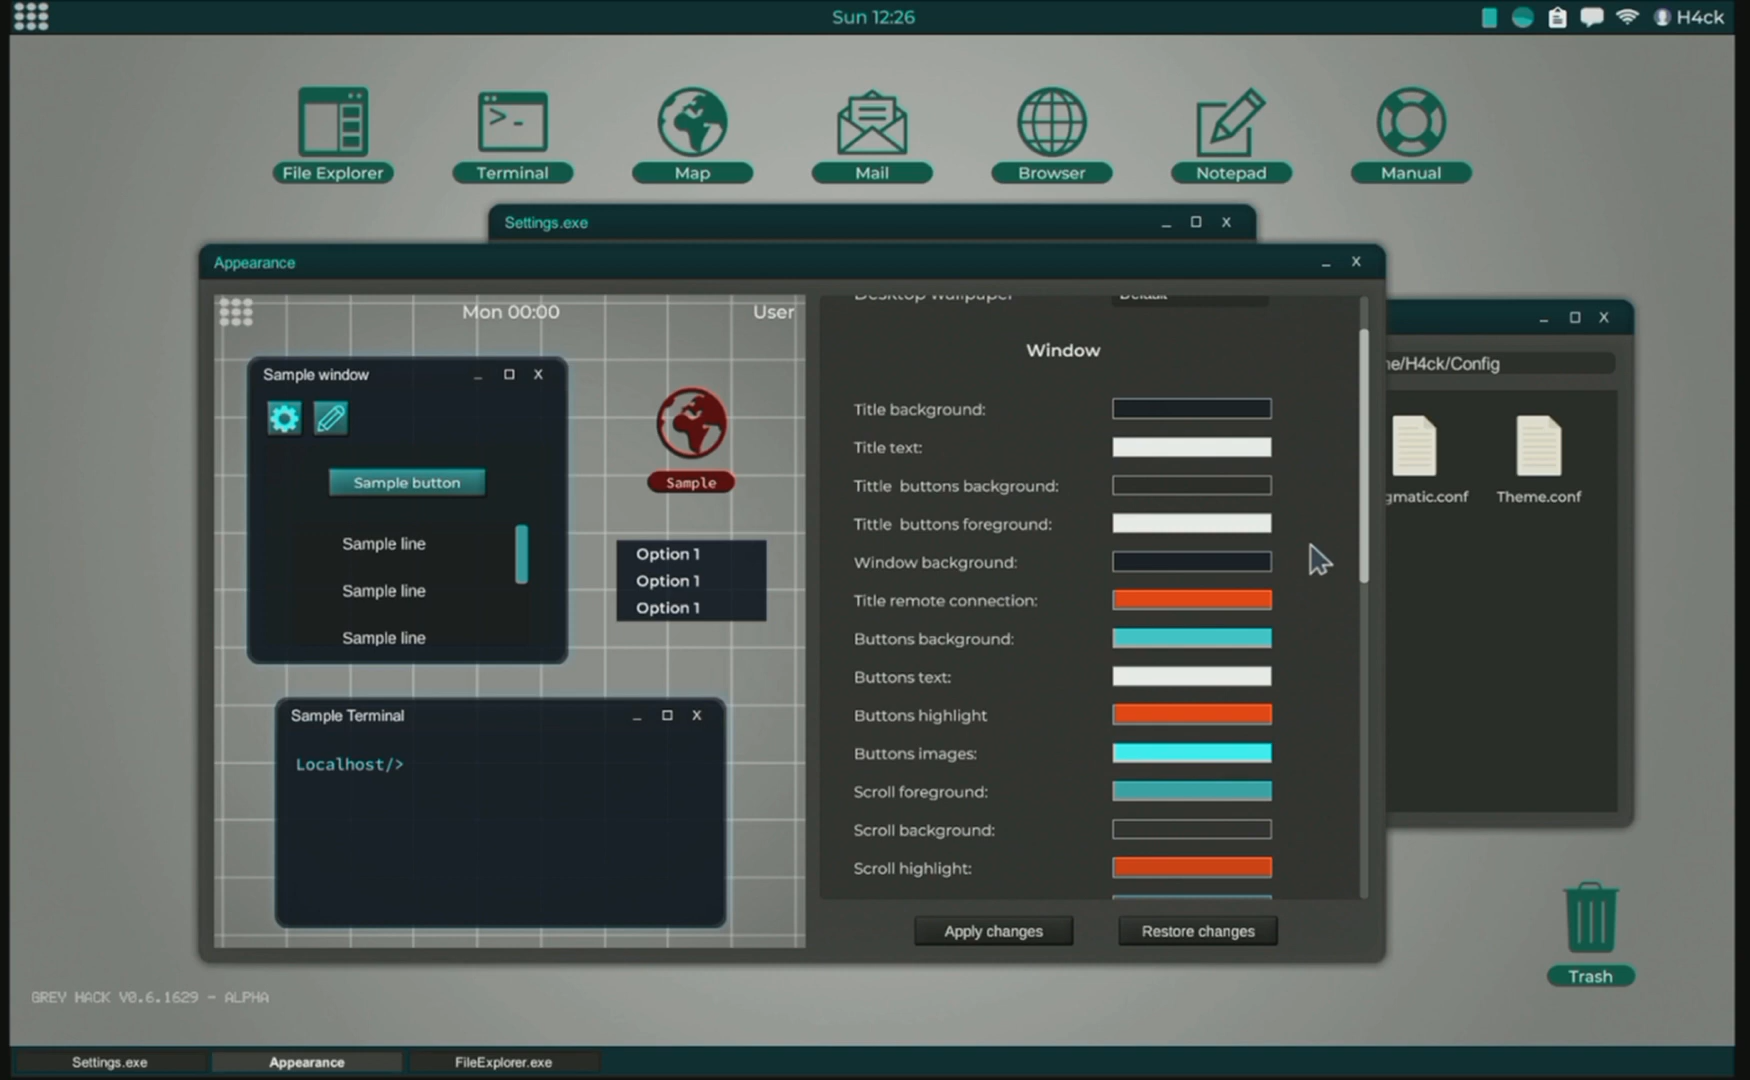 Sun 12:26
H4ck
File Explorer
Terminal
Map
Mail
Browser
Notepad
Manual
Settings.exe
_ □ X
Appearance
_ X
_ □ X
Mon 00:00
User
Desktop Wallpaper
Default
Window
Sample window
_ □ X
Sample button
Sample line
Sample line
Sample line
Sample
Option 1
Option 1
Option 1
Sample Terminal
_ □ X
Localhost/>
Title background:
Title text:
Tittle buttons background:
Tittle buttons foreground:
Window background:
Title remote connection:
Buttons background:
Buttons text:
Buttons highlight
Buttons images:
Scroll foreground:
Scroll background:
Scroll highlight:
Apply changes
Restore changes
ne/H4ck/Config
gmatic.conf
Theme.conf
Trash
GREY HACK V0.6.1629 - ALPHA
Settings.exe
Appearance
FileExplorer.exe